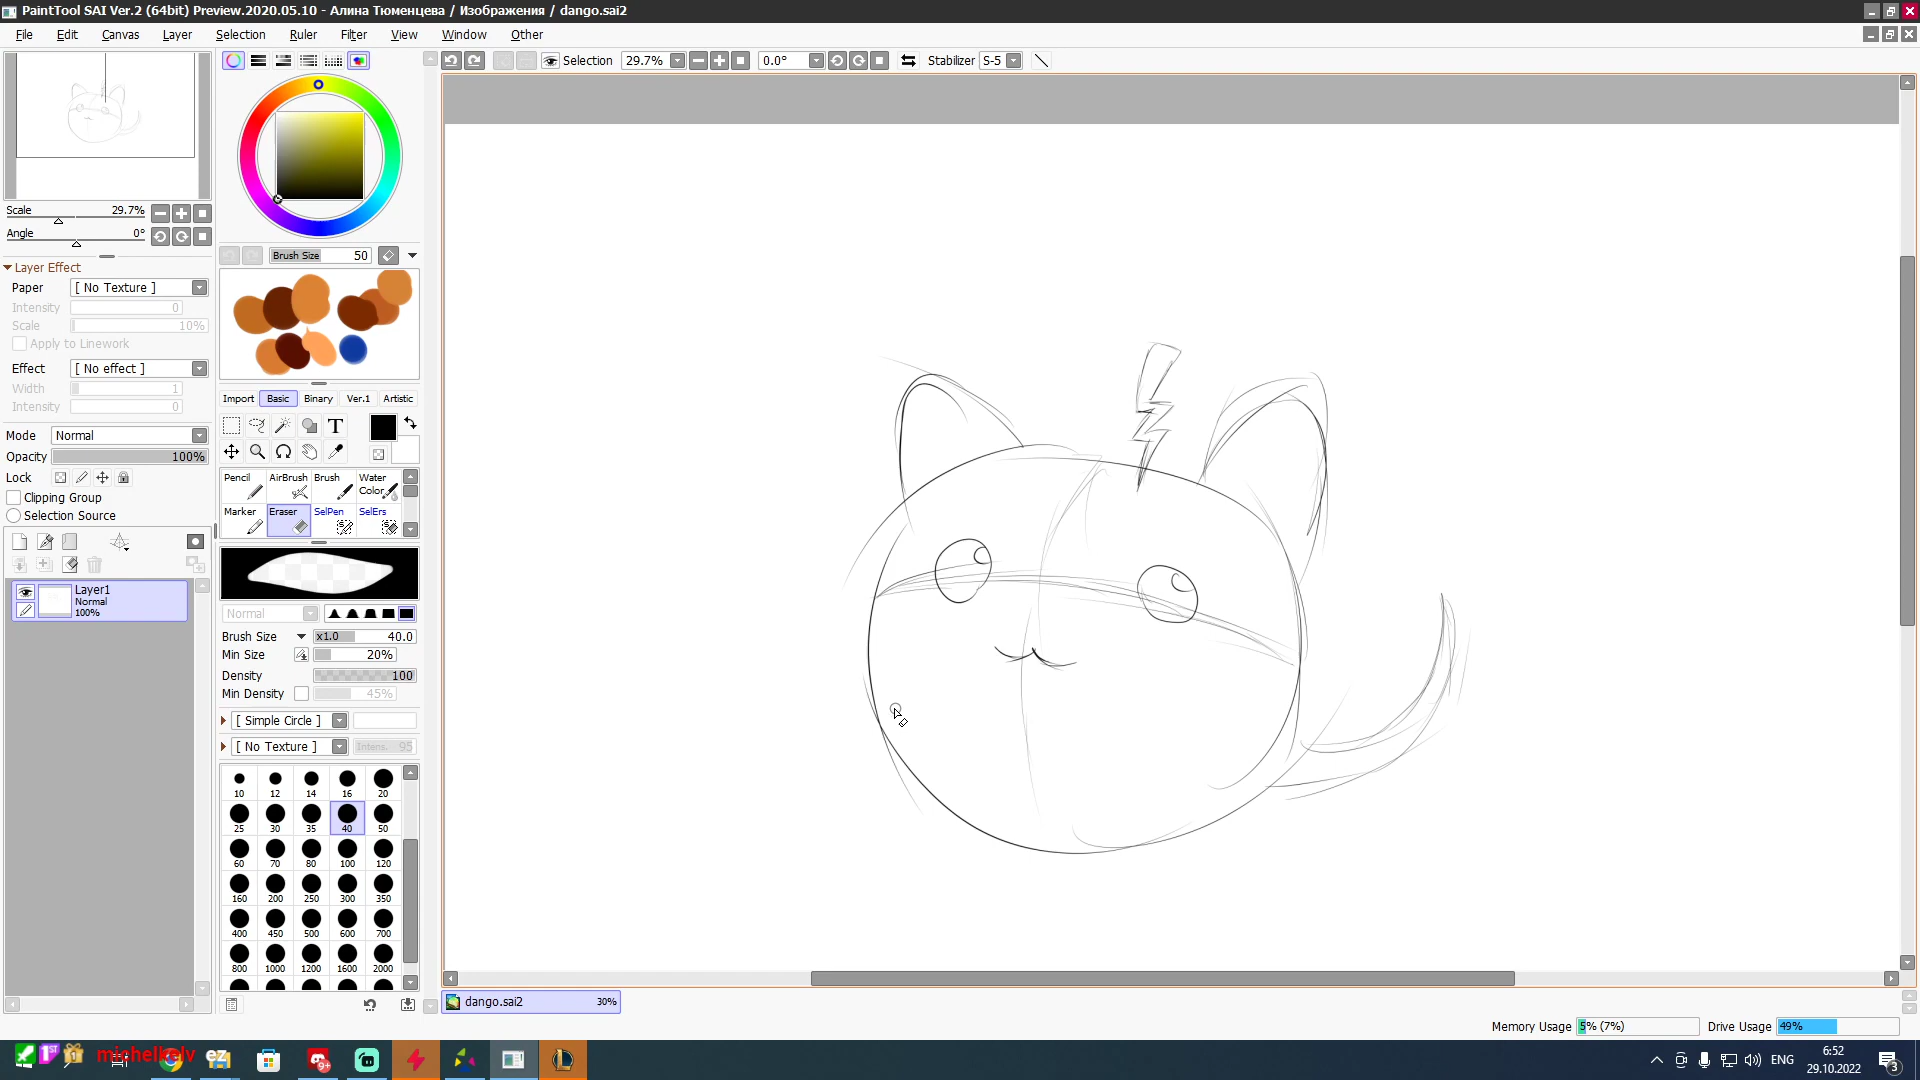 PaintTool SAI Ver.2 (64bit) Preview.2020.05.10 - Алина Тюменцева / Изображения / dango.sai2
File Edit Canvas Layer Selection Ruler Filter View Window Other
Selection 29.7% 0.0° Stabilizer S-5
Scale 29.7%
Angle 0°
Layer Effect
Paper [ No Texture ]
Intensity 0
Scale 10%
Apply to Linework
Effect [ No effect ]
Width 1
Intensity 0
Mode Normal
Opacity 100%
Lock
Clipping Group
Selection Source
Layer1
Normal
100%
Brush Size 50
Import Basic Binary Ver.1 Artistic
T
Pencil AirBrush Brush Water Color
Marker Eraser SelPen SelErs
Normal
Brush Size x1.0 40.0
Min Size 20%
Density 100
Min Density 45%
[ Simple Circle ]
[ No Texture ] Intens. 95
10 12 14 16 20
25 30 35 40 50
60 70 80 100 120
160 200 250 300 350
400 450 500 600 700
800 1000 1200 1600 2000
dango.sai2 30%
Memory Usage 5% (7%) Drive Usage 49%
1st michelkelv ez
9+
ENG
6:52
29.10.2022
3